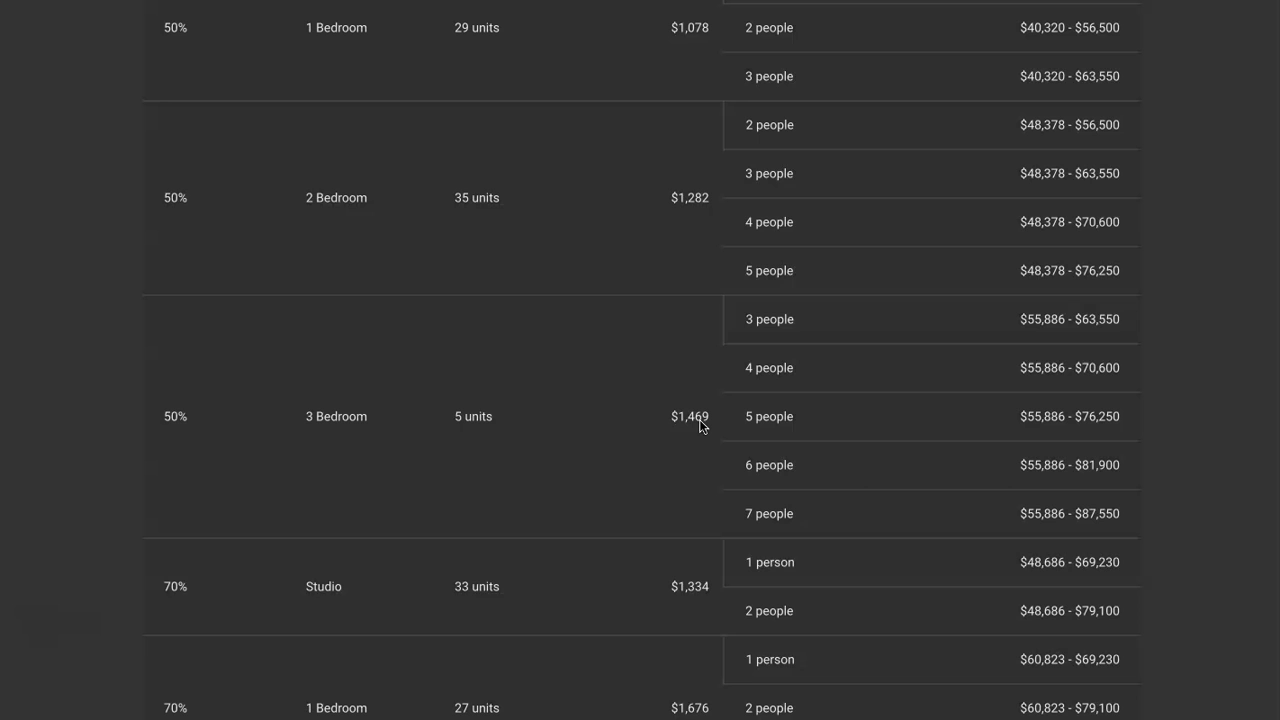 50% 1 Bedroom 29 units $1,078 2 people $40,320 - $56,500
3 people $40,320 - $63,550
2 people $48,378 - $56,500
3 people $48,378 - $63,550
50% 2 Bedroom 35 units $1,282
4 people $48,378 - $70,600
5 people $48,378 - $76,250
3 people $55,886 - $63,550
4 people $55,886 - $70,600
50% 3 Bedroom 5 units $1,469 5 people $55,886 - $76,250
6 people $55,886 - $81,900
7 people $55,886 - $87,550
1 person $48,686 - $69,230
70% Studio 33 units $1,334
2 people $48,686 - $79,100
1 person $60,823 - $69,230
70% 1 Bedroom 27 units $1,676 2 people $60,823 - $79,100